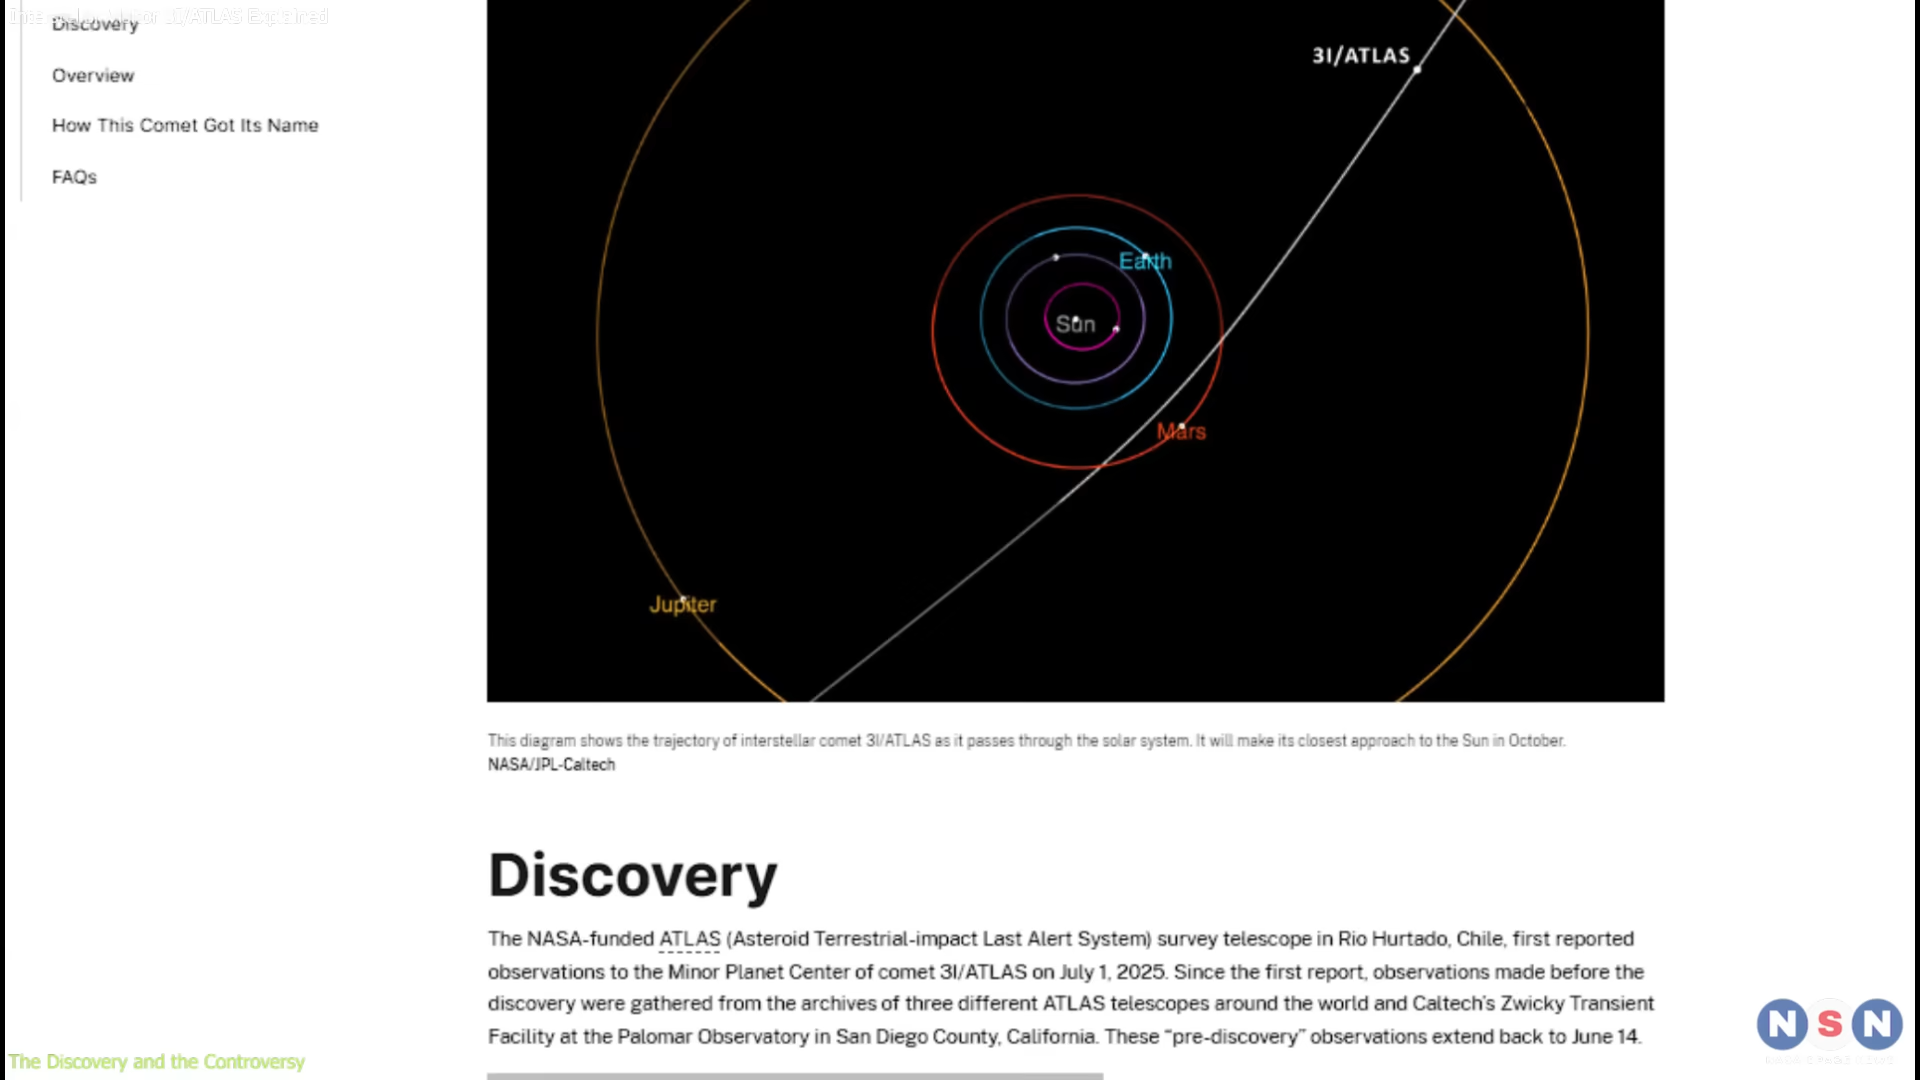 Discovery
Overview
How This Comet Got Its Name
FAQs
3I/ATLAS
Earth
Sun
Mars
Jupiter
This diagram shows the trajectory of interstellar comet 3I/ATLAS as it passes through the solar system. It will make its closest approach to the Sun in October.
NASA/JPL-Caltech
Discovery
The NASA-funded ATLAS (Asteroid Terrestrial-impact Last Alert System) survey telescope in Rio Hurtado, Chile, first reported
observations to the Minor Planet Center of comet 3I/ATLAS on July 1, 2025. Since the first report, observations made before the
discovery were gathered from the archives of three different ATLAS telescopes around the world and Caltech's Zwicky Transient
Facility at the Palomar Observatory in San Diego County, California. These “pre-discovery” observations extend back to June 14.
The Discovery and the Controversy
NSN